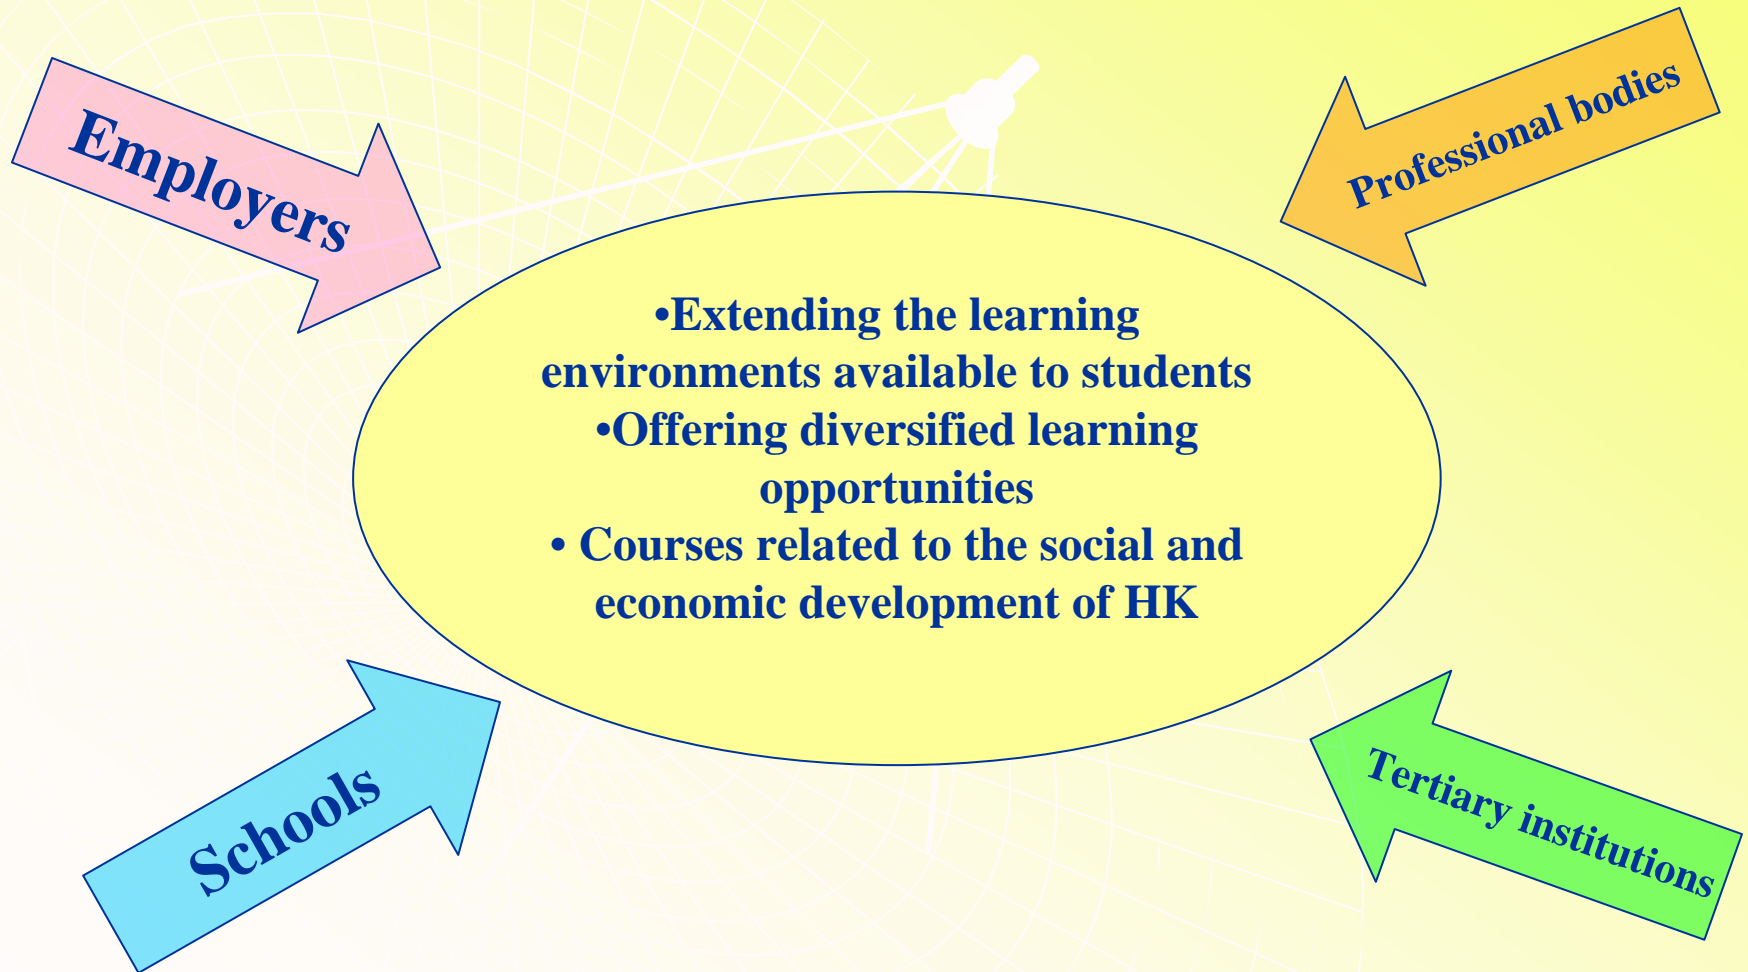 Employers
Professional bodies
•Extending the learning
environments available to students
•Offering diversified learning
opportunities
• Courses related to the social and
economic development of HK
Schools
Tertiary institutions